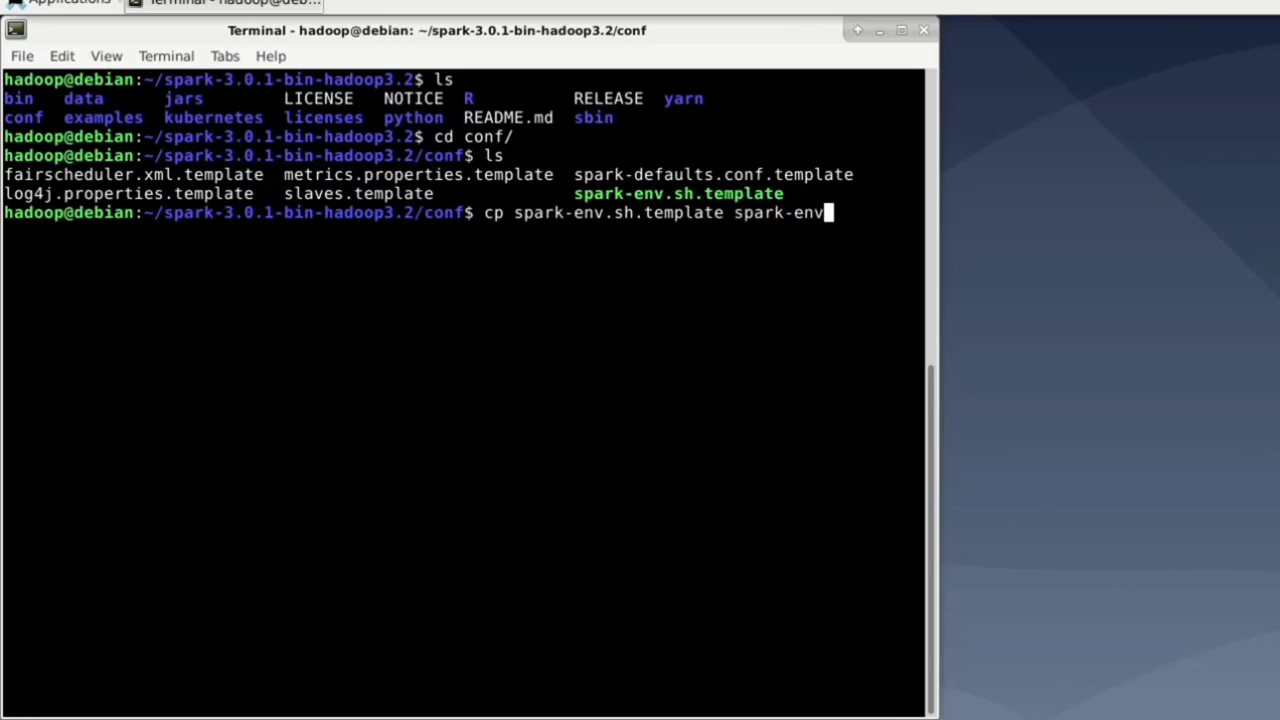 Applications
Terminal - hadoop@deb...
Terminal - hadoop@debian: ~/spark-3.0.1-bin-hadoop3.2/conf
File Edit View Terminal Tabs Help
hadoop@debian:~/spark-3.0.1-bin-hadoop3.2$ ls
bin data jars LICENSE NOTICE R RELEASE yarn
conf examples kubernetes licenses python README.md sbin
hadoop@debian:~/spark-3.0.1-bin-hadoop3.2$ cd conf/
hadoop@debian:~/spark-3.0.1-bin-hadoop3.2/conf$ ls
fairscheduler.xml.template metrics.properties.template spark-defaults.conf.template
log4j.properties.template slaves.template spark-env.sh.template
hadoop@debian:~/spark-3.0.1-bin-hadoop3.2/conf$ cp spark-env.sh.template spark-env